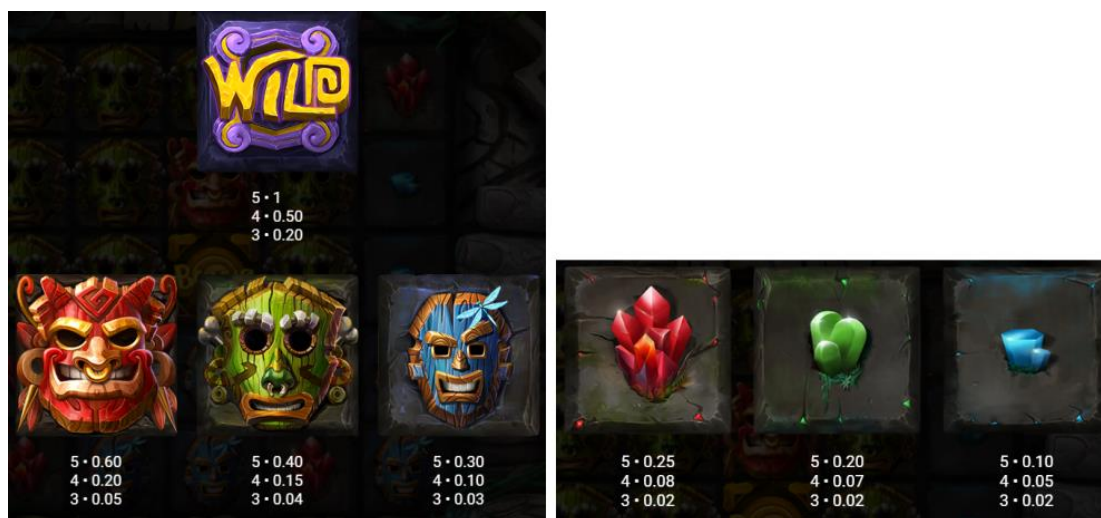 WILD
5 • 1
4 • 0.50
3 • 0.20
5 • 0.60
4 • 0.20
3 • 0.05
5 • 0.40
4 • 0.15
3 • 0.04
5 • 0.30
4 • 0.10
3 • 0.03
5 • 0.25
4 • 0.08
3 • 0.02
5 • 0.20
4 • 0.07
3 • 0.02
5 • 0.10
4 • 0.05
3 • 0.02